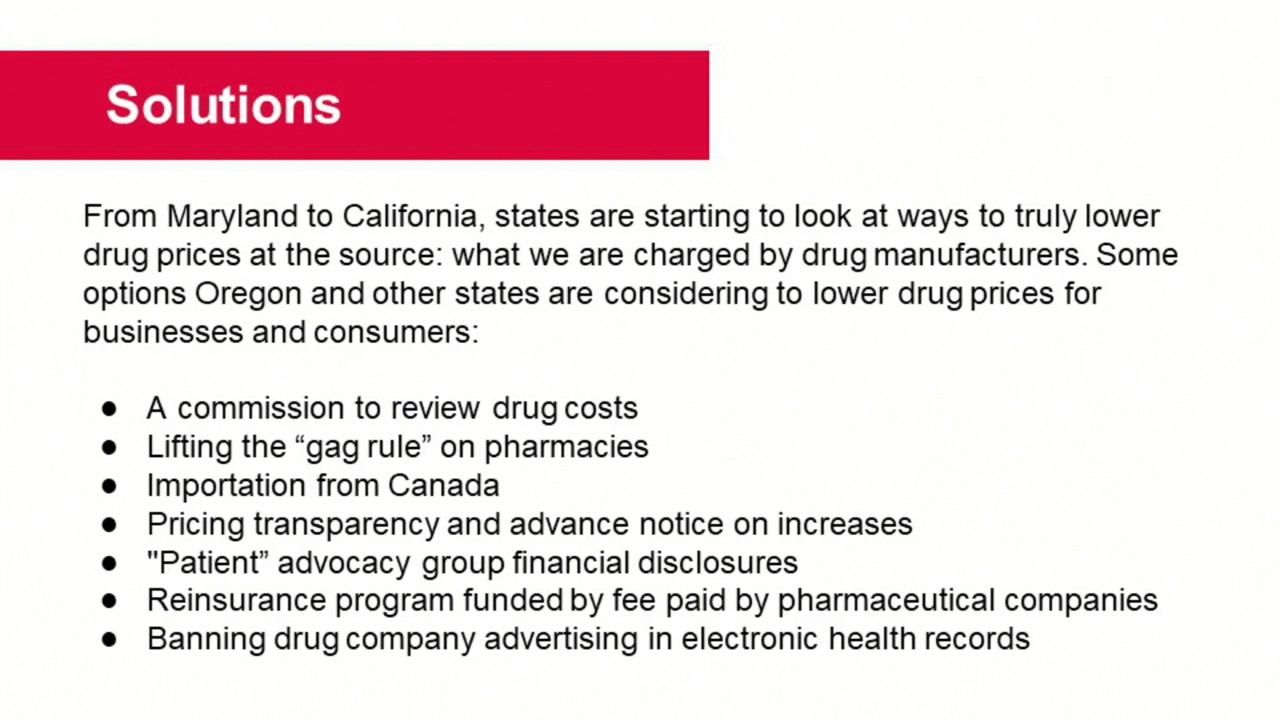 Solutions
From Maryland to California, states are starting to look at ways to truly lower
drug prices at the source: what we are charged by drug manufacturers. Some
options Oregon and other states are considering to lower drug prices for
businesses and consumers:
● A commission to review drug costs
● Lifting the “gag rule” on pharmacies
● Importation from Canada
● Pricing transparency and advance notice on increases
● "Patient” advocacy group financial disclosures
● Reinsurance program funded by fee paid by pharmaceutical companies
● Banning drug company advertising in electronic health records